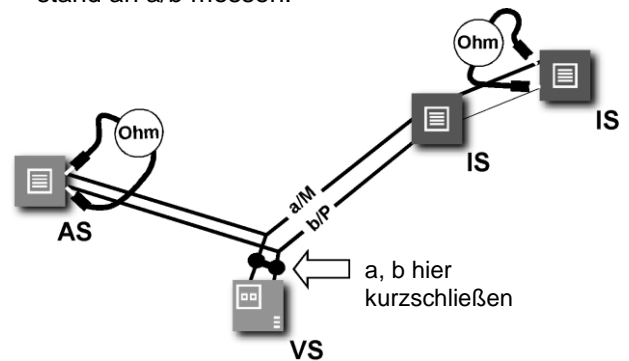 stand an a/b messen.
Ohm
IS
IS
Ohm
a/M
b/P
AS
a, b hier
kurzschließen
VS